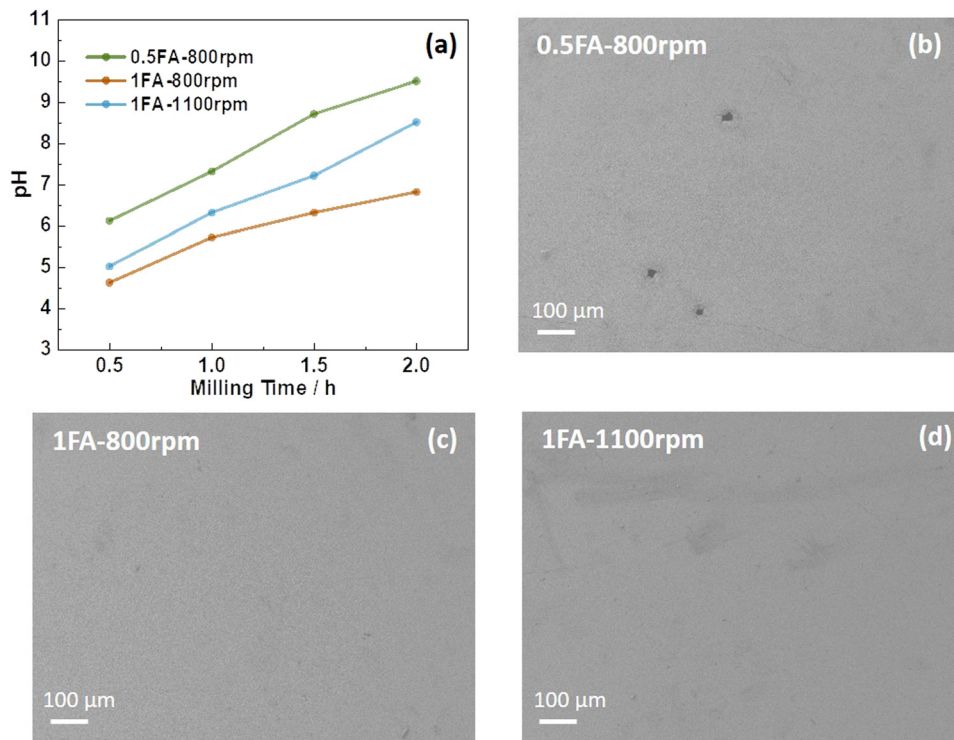 11
10
9
8
7
6
5
4
3
pH
(a)
0.5FA-800rpm
1FA-800rpm
1FA-1100rpm
0.5 1.0 1.5 2.0
Milling Time / h
0.5FA-800rpm (b)
100 µm
1FA-800rpm (c)
100 µm
1FA-1100rpm (d)
100 µm